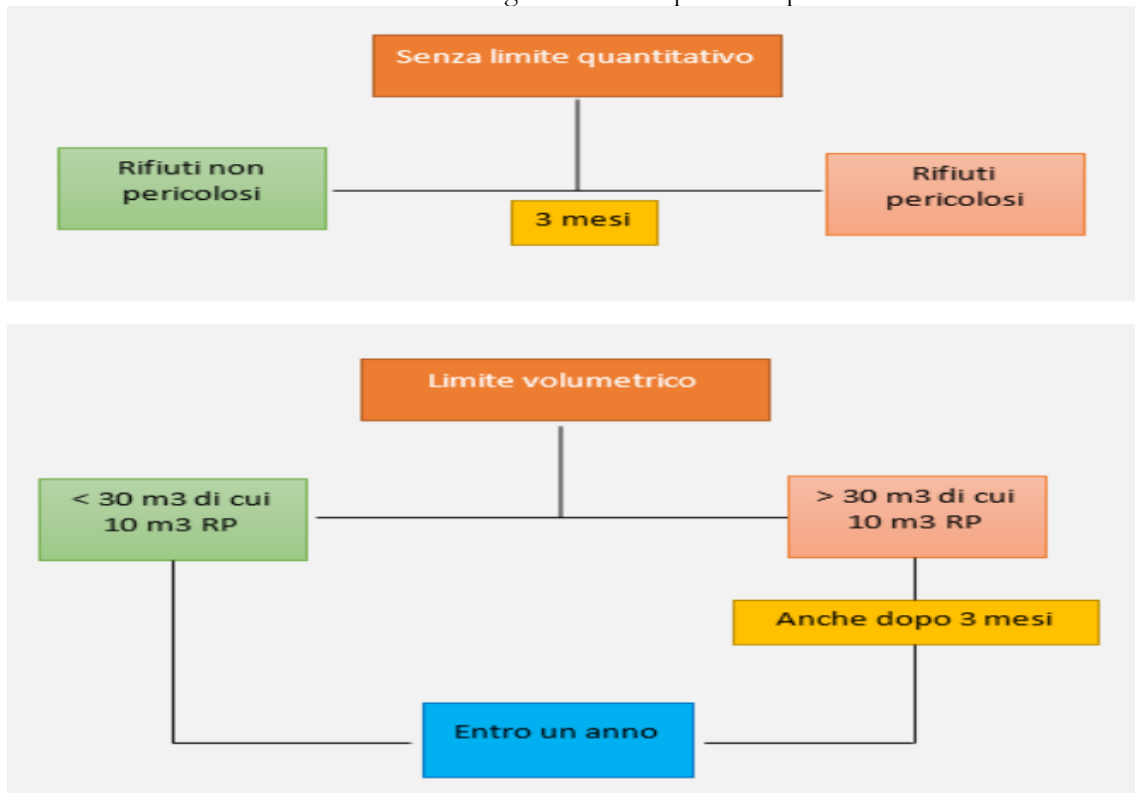 Senza limite quantitativo
Rifiuti non
pericolosi
Rifiuti
pericolosi
3 mesi
Limite volumetrico
< 30 m3 di cui
10 m3 RP
> 30 m3 di cui
10 m3 RP
Anche dopo 3 mesi
Entro un anno